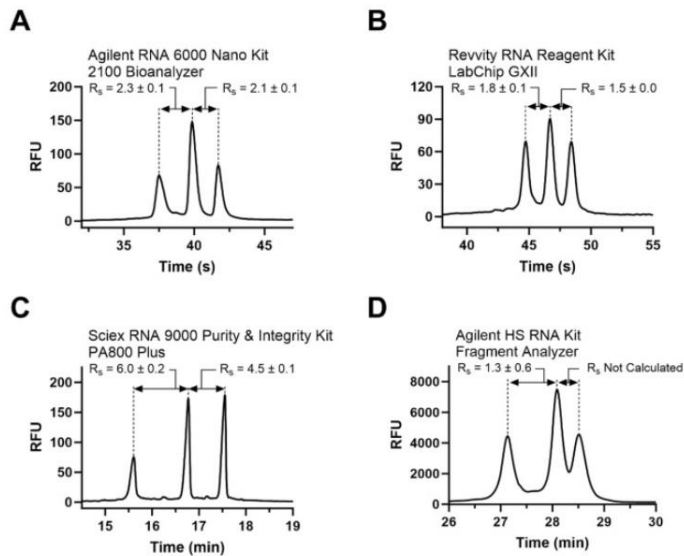 A
Agilent RNA 6000 Nano Kit
2100 Bioanalyzer
Rs = 2.3 ± 0.1
Rs = 2.1 ± 0.1
200
150
100
50
0
RFU
35
40
45
Time (s)
B
Revvity RNA Reagent Kit
LabChip GXII
Rs = 1.8 ± 0.1
Rs = 1.5 ± 0.0
120
90
60
30
0
RFU
40
45
50
55
Time (s)
C
Sciex RNA 9000 Purity & Integrity Kit
PA800 Plus
Rs = 6.0 ± 0.2
Rs = 4.5 ± 0.1
200
150
100
50
0
RFU
15
16
17
18
19
Time (min)
D
Agilent HS RNA Kit
Fragment Analyzer
Rs = 1.3 ± 0.6
Rs Not Calculated
8000
6000
4000
2000
0
RFU
26
27
28
29
30
Time (min)